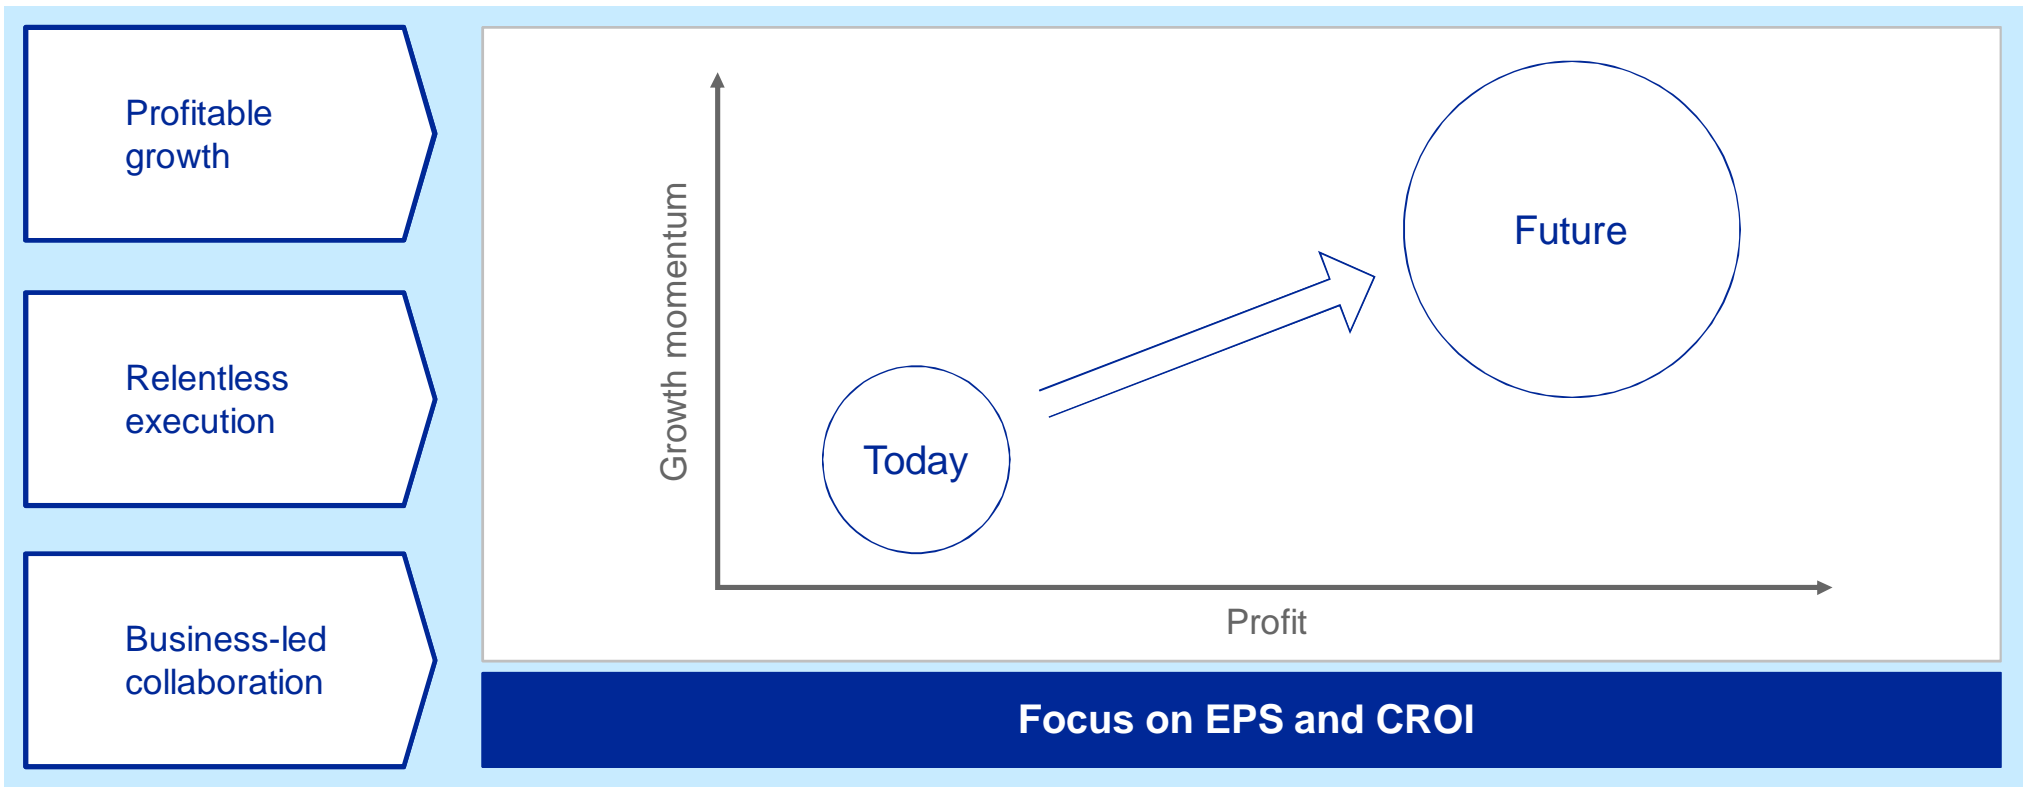 Profitable
growth
Relentless
execution
Business-led
collaboration
Growth momentum
Future
Today
Profit
Focus on EPS and CROI